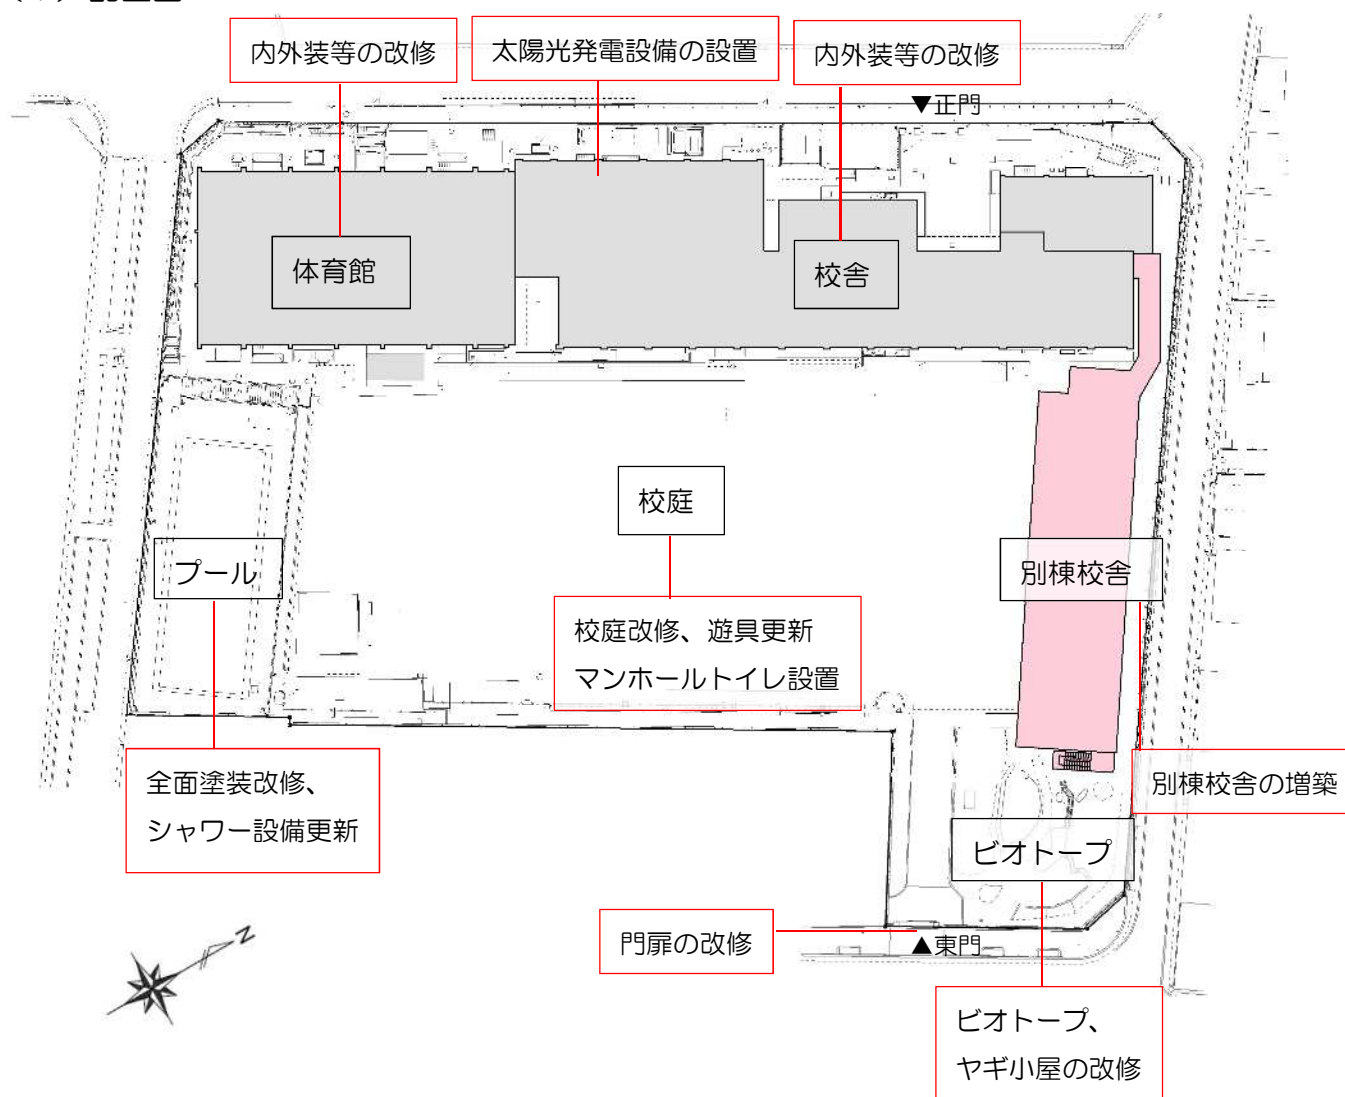 内外装等の改修
太陽光発電設備の設置
内外装等の改修
▼正門
体育館
校舎
校庭
プール
別棟校舎
校庭改修、遊具更新
マンホールトイレ設置
全面塗装改修、
シャワー設備更新
別棟校舎の増築
ビオトープ
門扉の改修
▲東門
N
ビオトープ、
ヤギ小屋の改修